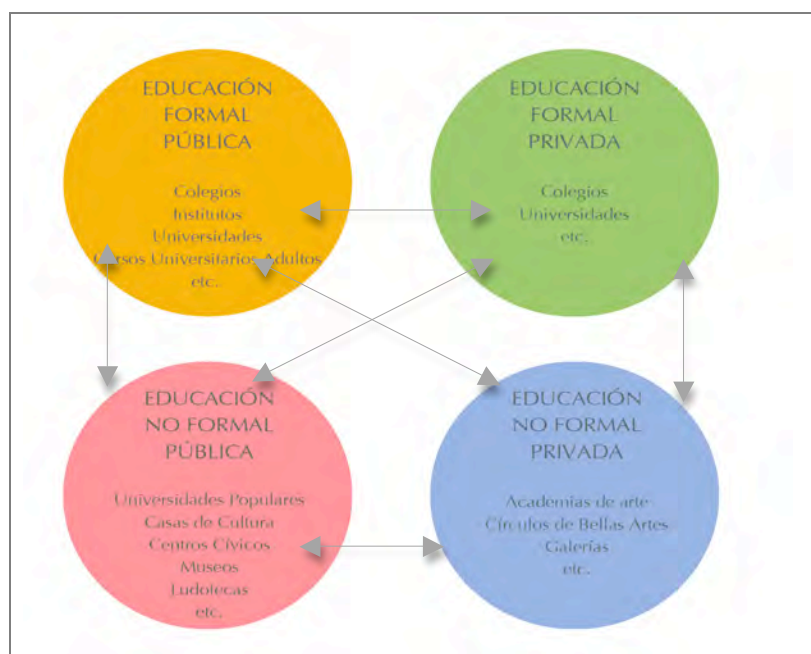 EDUCACIÓN
FORMAL
PÚBLICA
Colegios
Institutos
Universidades
Cursos Universitarios Adultos
etc.
EDUCACIÓN
FORMAL
PRIVADA
Colegios
Universidades
etc.
EDUCACIÓN
NO FORMAL
PÚBLICA
Universidades Populares
Casas de Cultura
Centros Cívicos
Museos
Ludotecas
etc.
EDUCACIÓN
NO FORMAL
PRIVADA
Academias de arte
Círculos de Bellas Artes
Galerías
etc.